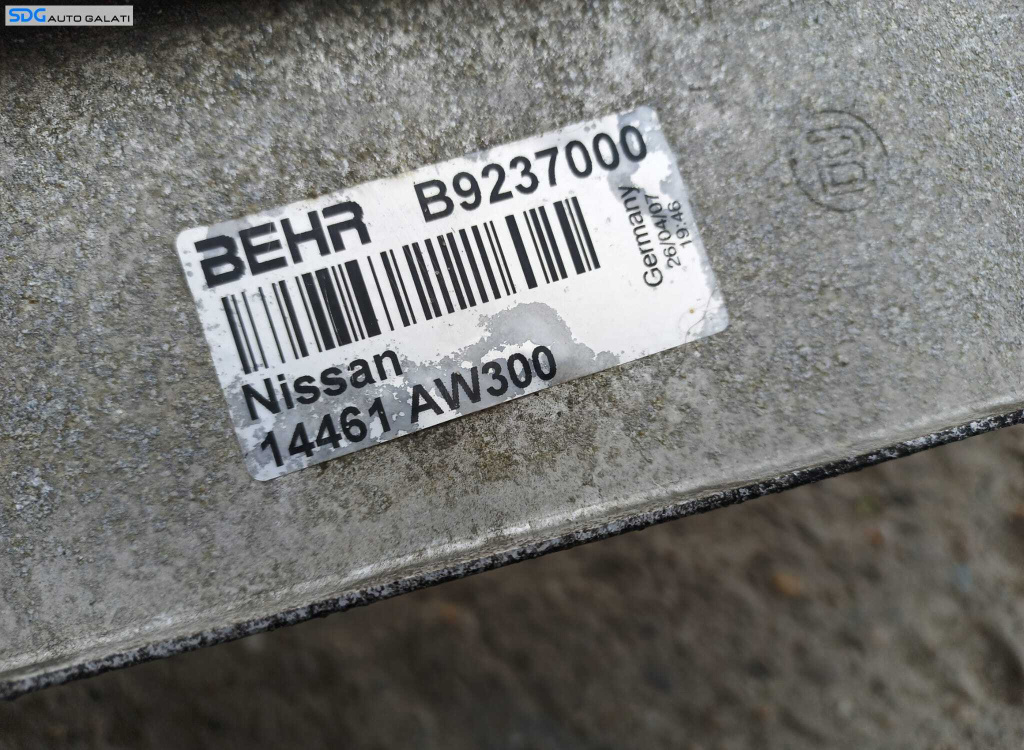 SDG AUTO GALATI
BEHR B9237000
Germany
26/04/07
19:46
Nissan
14461 AW300